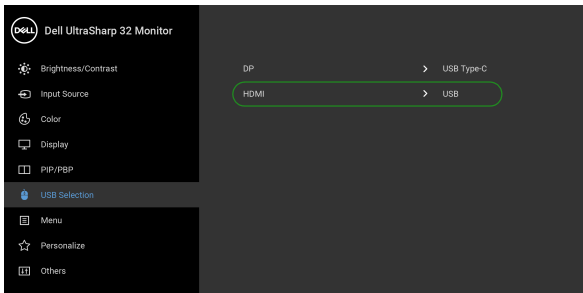 DELL Dell UltraSharp 32 Monitor
Brightness/Contrast
DP > USB Type-C
Input Source
HDMI > USB
Color
Display
PIP/PBP
USB Selection
Menu
Personalize
Others